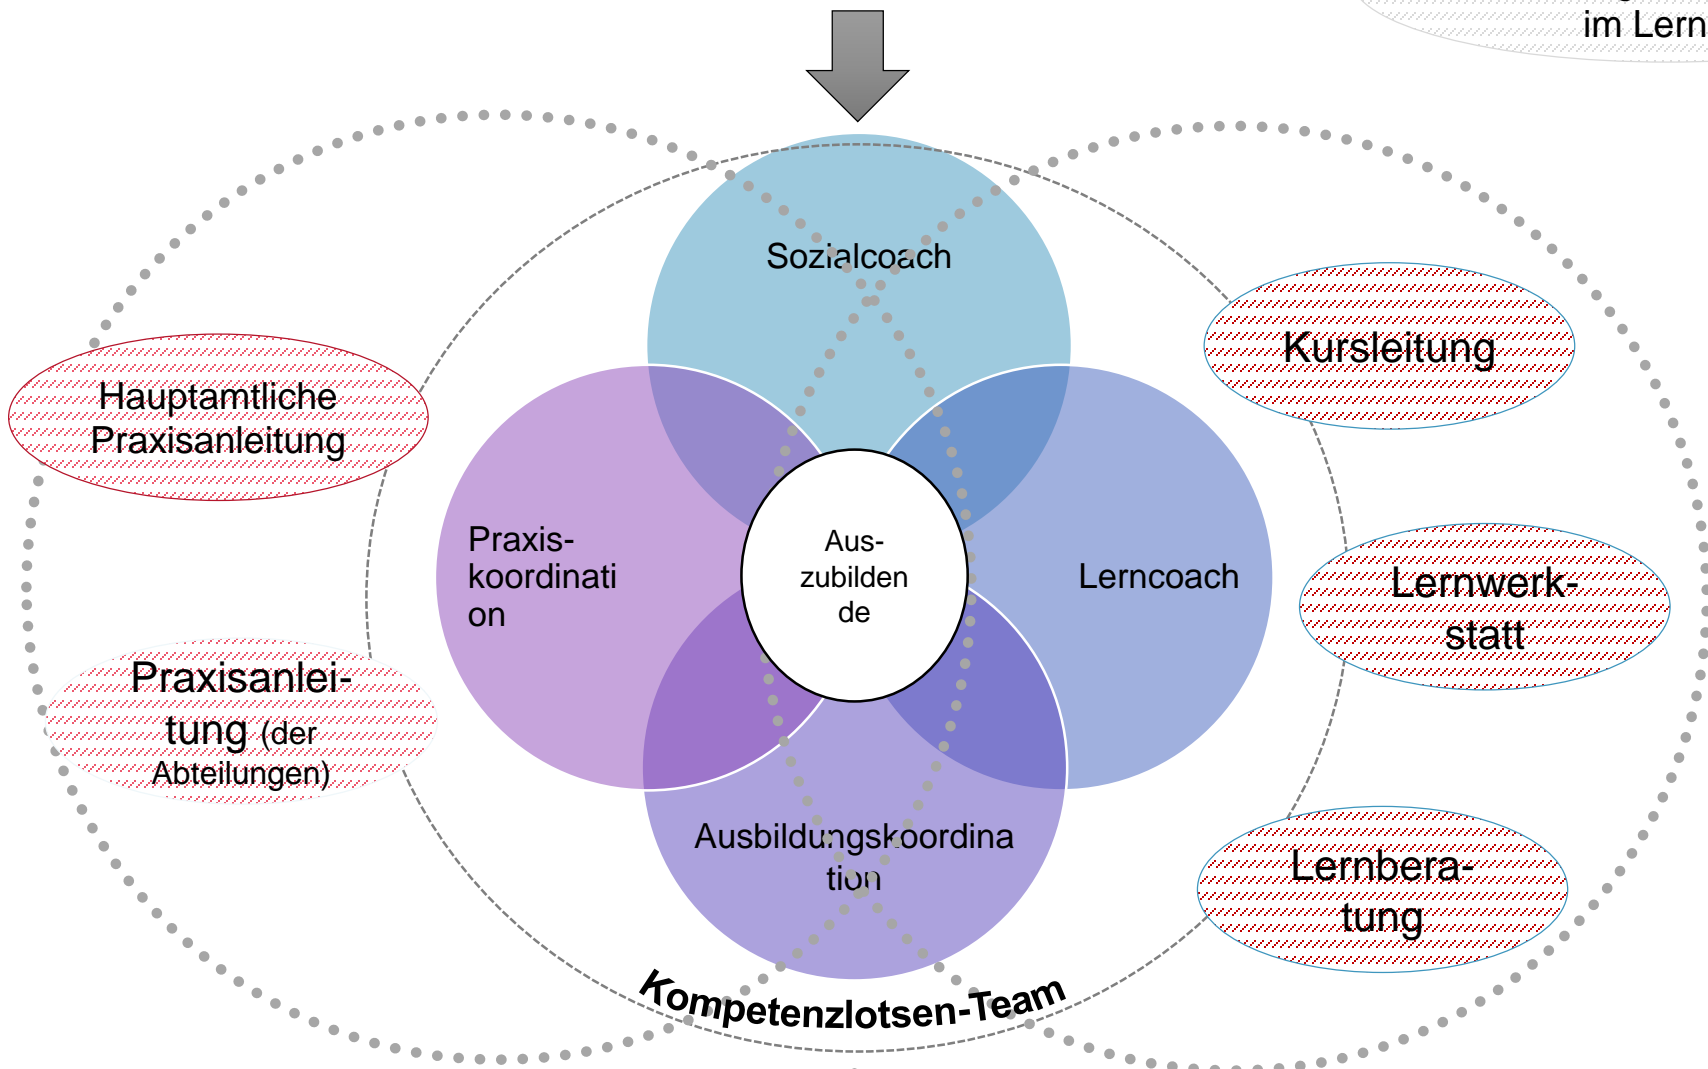 im Lern
Sozialcoach
Kursleitung
Hauptamtliche
Praxisanleitung
Praxis-
koordinati
on
Aus-
zubilden
de
Lerncoach
Lernwerk-
statt
Praxisanlei-
tung (der
Abteilungen)
Ausbildungskoordina
tion
Lernbera-
tung
Kompetenzlotsen-Team